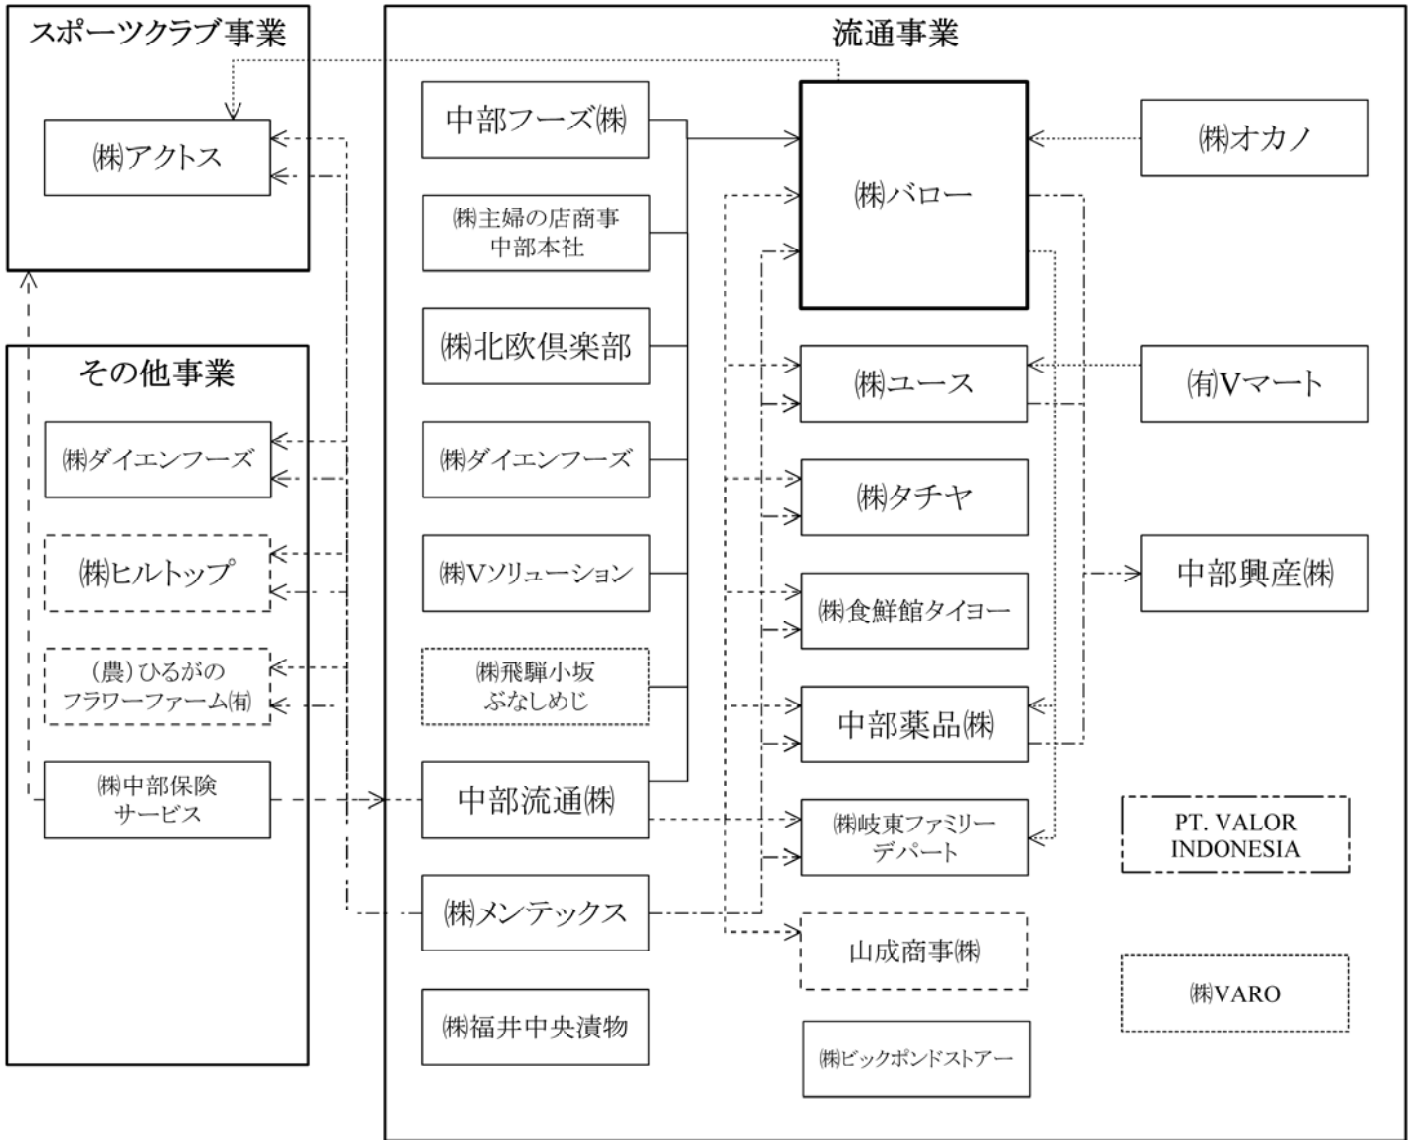 スポーツクラブ事業
㈱アクトス
その他事業
㈱ダイエンフーズ
㈱ヒルトップ
（農）ひるがの
フラワーファーム㈲
㈱中部保険
サービス
流通事業
中部フーズ㈱
㈱主婦の店商事
中部本社
㈱北欧倶楽部
㈱ダイエンフーズ
㈱Vソリューション
㈱飛騨小坂
ぶなしめじ
中部流通㈱
㈱メンテックス
㈱福井中央漬物
㈱バロー
㈱ユース
㈱タチヤ
㈱食鮮館タイヨー
中部薬品㈱
㈱岐東ファミリー
デパート
山成商事㈱
㈱ビックポンドストアー
㈱オカノ
㈲Vマート
中部興産㈱
PT. VALOR
INDONESIA
㈱VARO